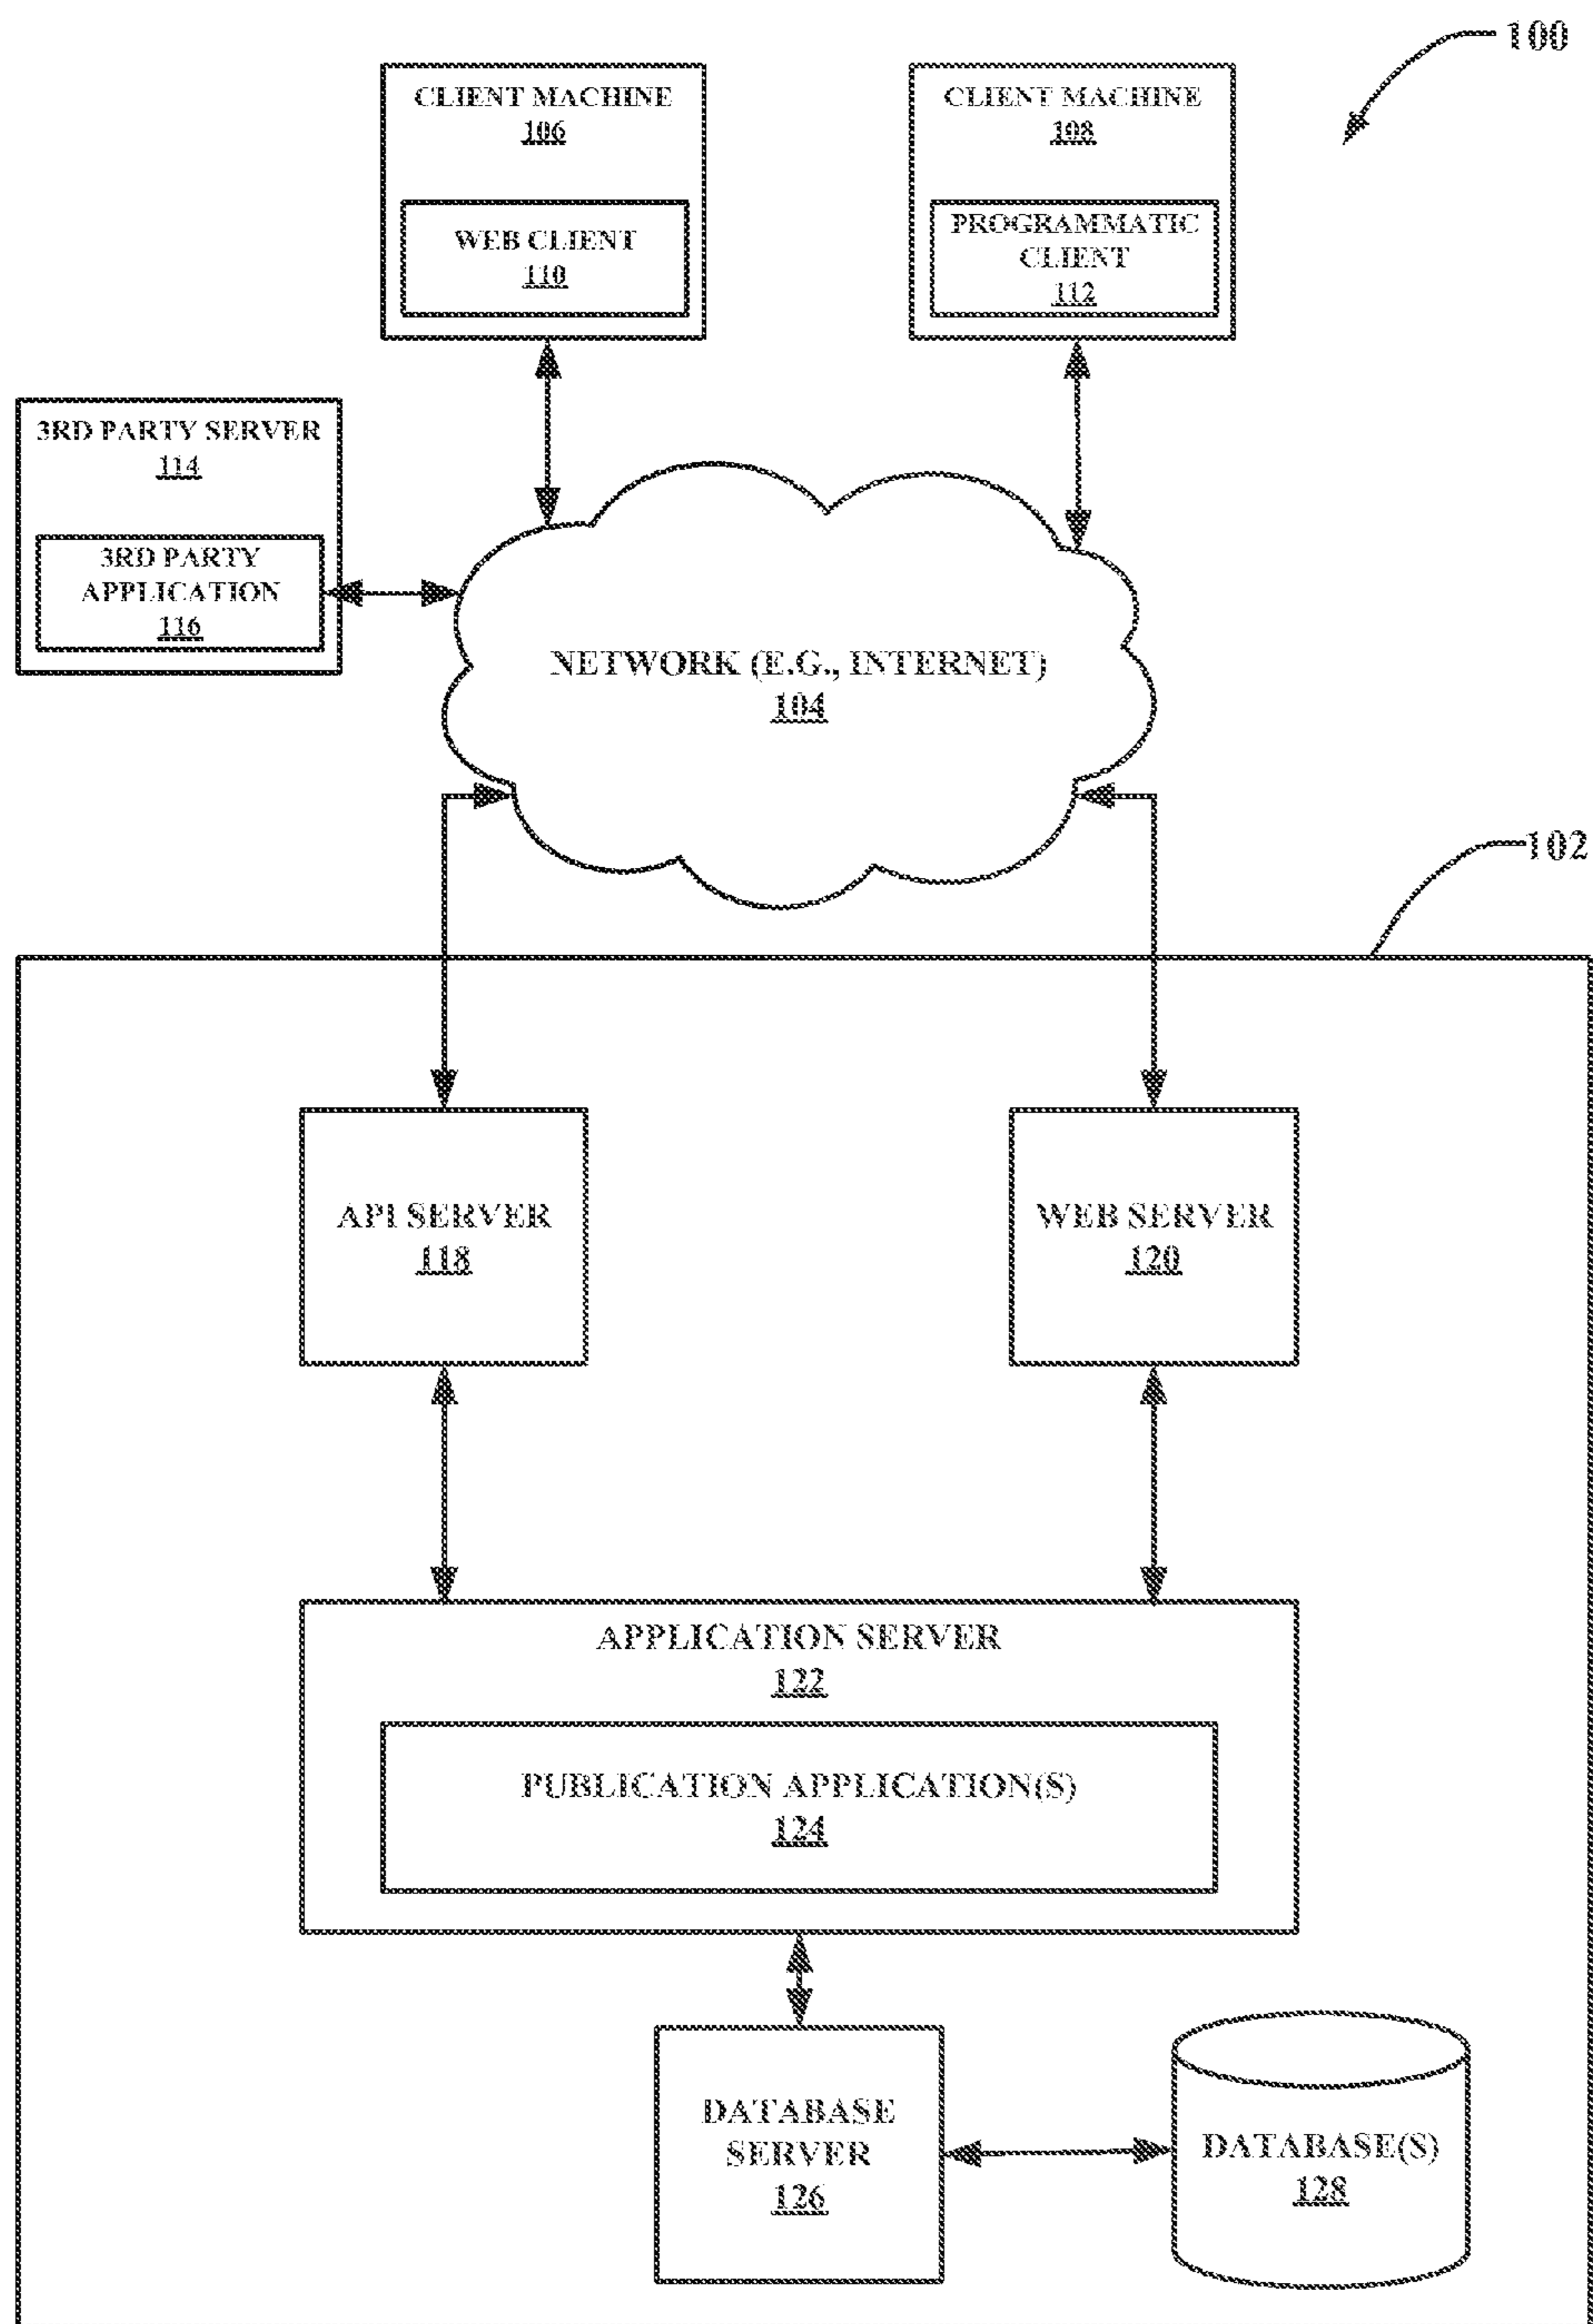 100
CLIENT MACHINE
106
WEB CLIENT
110
CLIENT MACHINE
108
PROGRAMMATIC
CLIENT
112
3RD PARTY SERVER
114
3RD PARTY
APPLICATION
116
NETWORK (E.G., INTERNET)
104
102
API SERVER
118
WEB SERVER
120
APPLICATION SERVER
122
PUBLICATION APPLICATION(S)
124
DATABASE
SERVER
126
DATABASE(S)
128